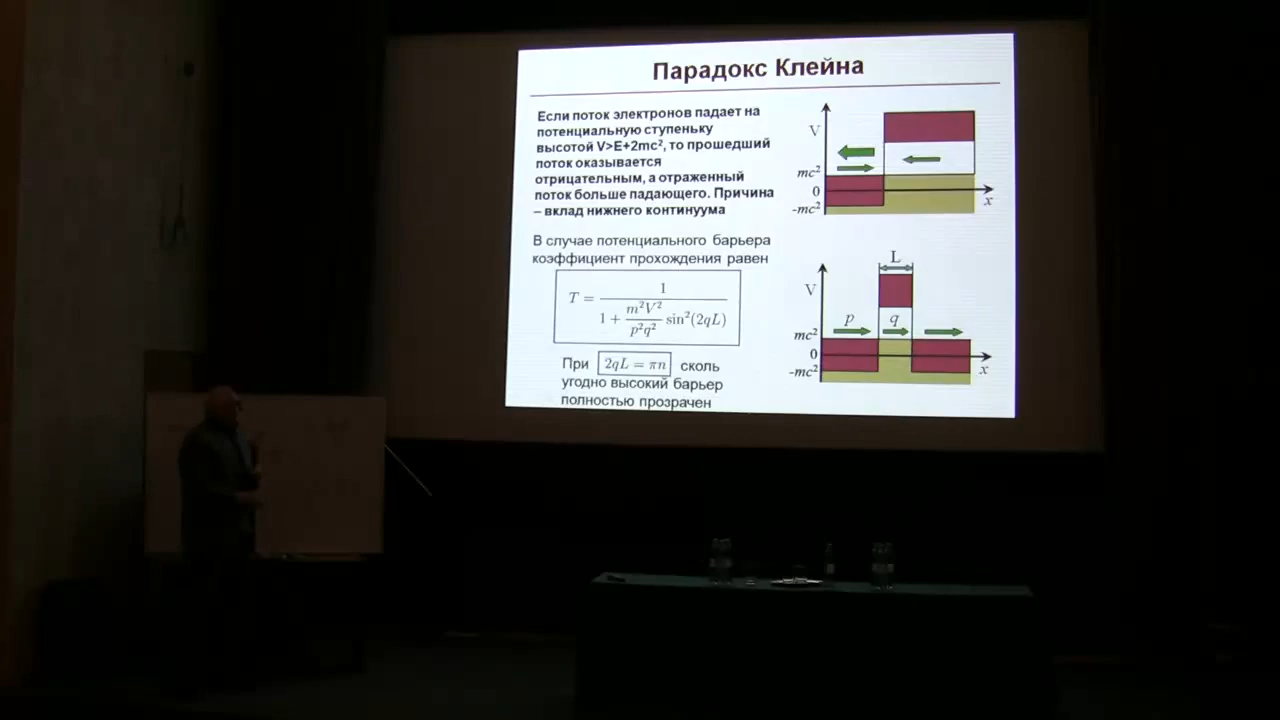 Парадокс Клейна
Если поток электронов падает на
потенциальную ступеньку
высотой V>E+2mc², то прошедший
поток оказывается
отрицательным, а отраженный
поток больше падающего. Причина
– вклад нижнего континуума
V
mc²
0
-mc²
x
В случае потенциального барьера
коэффициент прохождения равен
T = 1 / (1 + m²V²/p²q² sin²(2qL))
При 2qL = πn сколь
угодно высокий барьер
полностью прозрачен
L
V
p q
mc²
0
-mc²
x